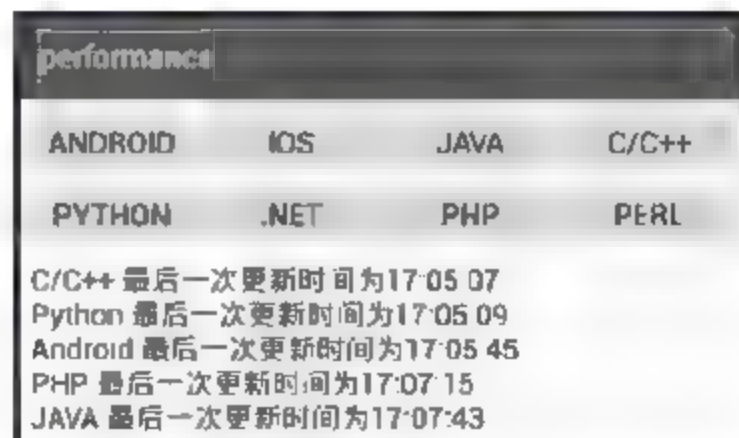 performance
ANDROID IOS JAVA C/C++
PYTHON .NET PHP PERL
C/C++ 最后一次更新时间为17:05:07
Python 最后一次更新时间为17:05:09
Android 最后一次更新时间为17:05:45
PHP 最后一次更新时间为17:07:15
JAVA 最后一次更新时间为17:07:43